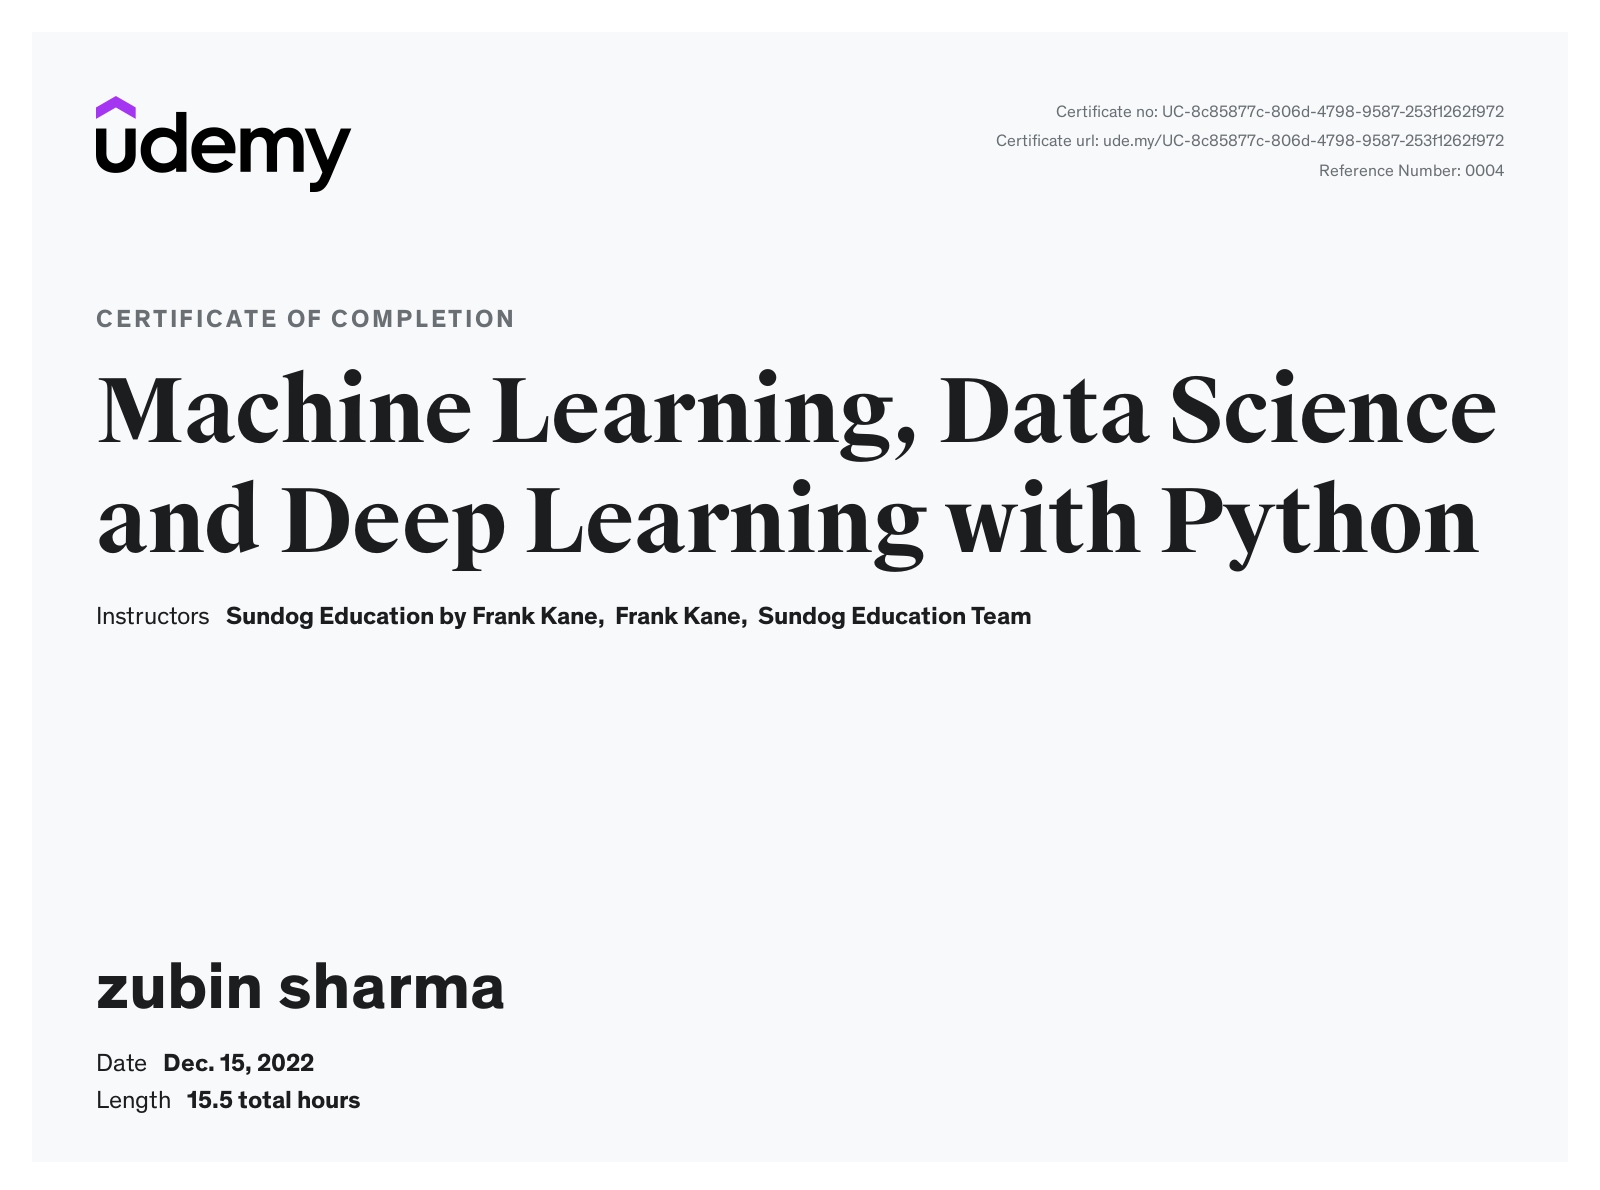 udemy
Certificate no: UC-8c85877c-806d-4798-9587-253f1262f972
Certificate url: ude.my/UC-8c85877c-806d-4798-9587-253f1262f972
Reference Number: 0004
CERTIFICATE OF COMPLETION
Machine Learning, Data Science
and Deep Learning with Python
Instructors Sundog Education by Frank Kane, Frank Kane, Sundog Education Team
zubin sharma
Date Dec. 15, 2022
Length 15.5 total hours